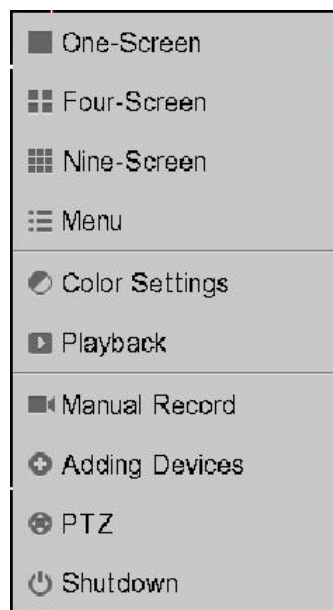 One-Screen
Four-Screen
Nine-Screen
Menu
Color Settings
Playback
Manual Record
Adding Devices
PTZ
Shutdown